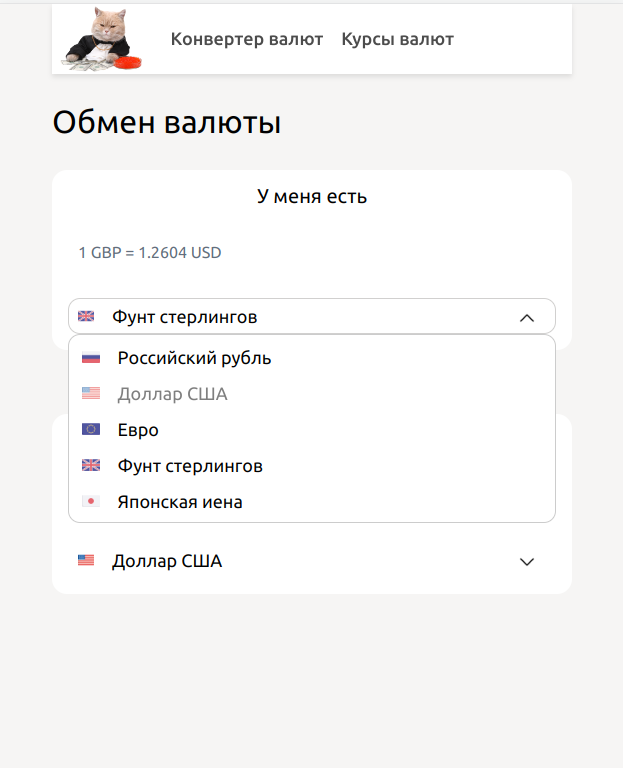 Конвертер валют Курсы валют
Обмен валюты
У меня есть
1 GBP = 1.2604 USD
Фунт стерлингов
Российский рубль
Доллар США
Евро
Фунт стерлингов
Японская иена
Доллар США